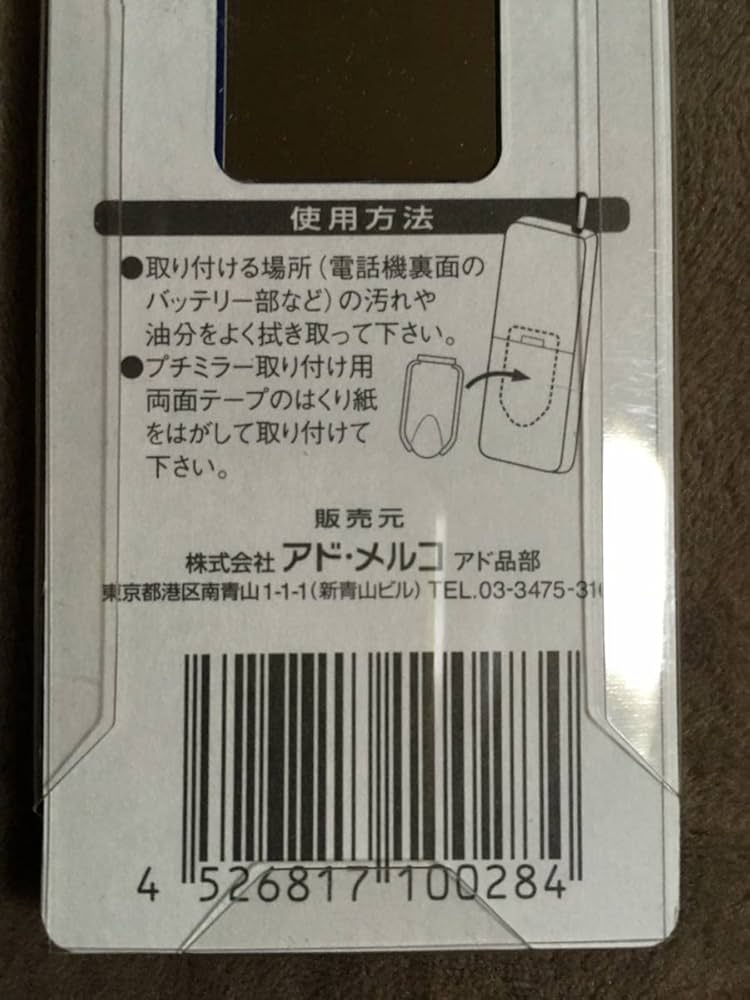 使用方法
●取り付ける場所（電話機裏面の
バッテリー部など）の汚れや
油分をよく拭き取って下さい。
●プチミラー取り付け用
両面テープのはくり紙
をはがして取り付けて
下さい。
販売元
株式会社 アド・メルコ アド品部
東京都港区南青山1-1-1（新青山ビル） TEL.03-3475-31
4 526817 100284